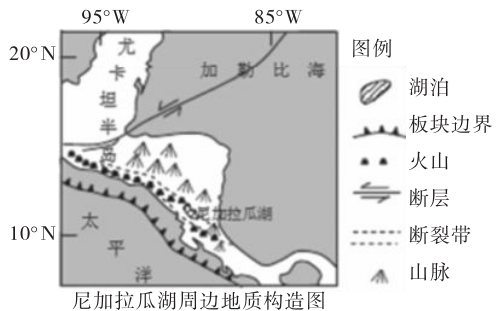 95°W 85°W
20°N
10°N
尤卡坦半岛
加勒比海
尼加拉瓜湖
太平洋
图例
湖泊
板块边界
火山
断层
断裂带
山脉
尼加拉瓜湖周边地质构造图